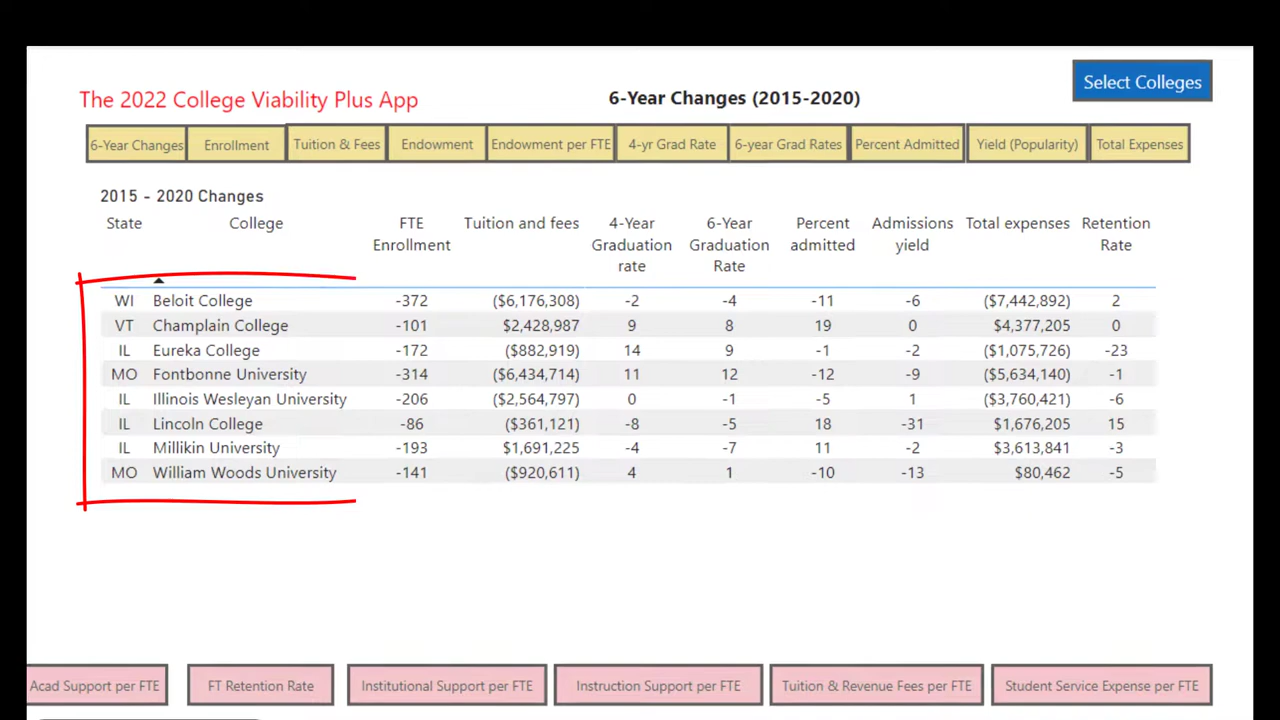 Select Colleges
The 2022 College Viability Plus App
6-Year Changes (2015-2020)
6-Year Changes Enrollment Tuition & Fees Endowment Endowment per FTE 4-yr Grad Rate 6-year Grad Rates Percent Admitted Yield (Popularity) Total Expenses
2015 - 2020 Changes
State College FTE Enrollment Tuition and fees 4-Year Graduation rate 6-Year Graduation Rate Percent admitted Admissions yield Total expenses Retention Rate
WI Beloit College -372 ($6,176,308) -2 -4 -11 -6 ($7,442,892) 2
VT Champlain College -101 $2,428,987 9 8 19 0 $4,377,205 0
IL Eureka College -172 ($882,919) 14 9 -1 -2 ($1,075,726) -23
MO Fontbonne University -314 ($6,434,714) 11 12 -12 -9 ($5,634,140) -1
IL Illinois Wesleyan University -206 ($2,564,797) 0 -1 -5 1 ($3,760,421) -6
IL Lincoln College -86 ($361,121) -8 -5 18 -31 $1,676,205 15
IL Millikin University -193 $1,691,225 -4 -7 11 -2 $3,613,841 -3
MO William Woods University -141 ($920,611) 4 1 -10 -13 $80,462 -5
Acad Support per FTE FT Retention Rate Institutional Support per FTE Instruction Support per FTE Tuition & Revenue Fees per FTE Student Service Expense per FTE